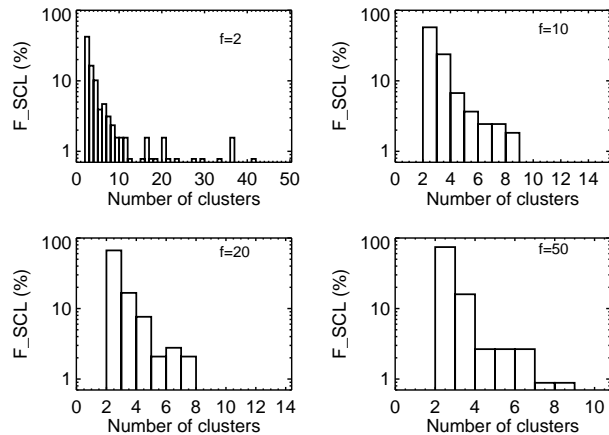 100
10
1
F_SCL (%)
f=2
0 10 20 30 40 50
Number of clusters
100
10
1
F_SCL (%)
f=10
0 2 4 6 8 10 12 14
Number of clusters
100
10
1
F_SCL (%)
f=20
0 2 4 6 8 10 12 14
Number of clusters
100
10
1
F_SCL (%)
f=50
0 2 4 6 8 10
Number of clusters